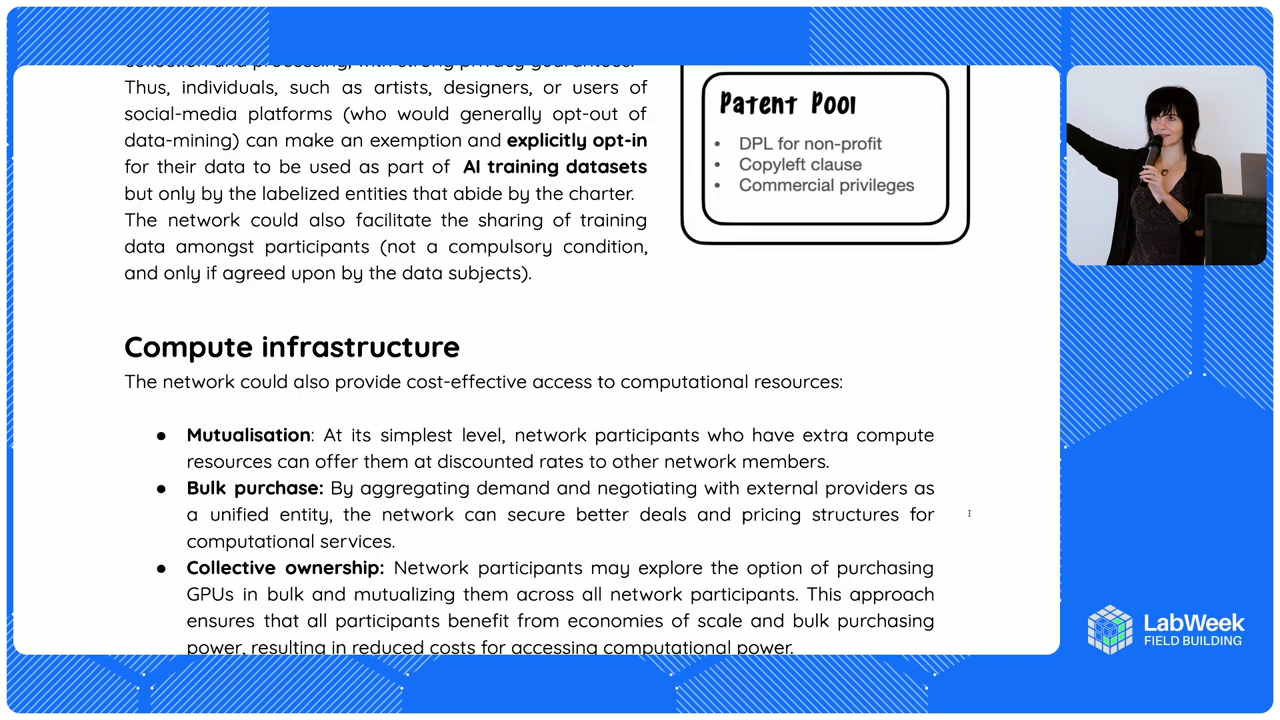 collection and processing, with strong privacy guarantees.
Thus, individuals, such as artists, designers, or users of
social-media platforms (who would generally opt-out of
data-mining) can make an exemption and explicitly opt-in
for their data to be used as part of AI training datasets
but only by the labelized entities that abide by the charter.
The network could also facilitate the sharing of training
data amongst participants (not a compulsory condition,
and only if agreed upon by the data subjects).
Patent Pool
• DPL for non-profit
• Copyleft clause
• Commercial privileges
Compute infrastructure
The network could also provide cost-effective access to computational resources:
● Mutualisation: At its simplest level, network participants who have extra compute
resources can offer them at discounted rates to other network members.
● Bulk purchase: By aggregating demand and negotiating with external providers as
a unified entity, the network can secure better deals and pricing structures for
computational services.
● Collective ownership: Network participants may explore the option of purchasing
GPUs in bulk and mutualizing them across all network participants. This approach
ensures that all participants benefit from economies of scale and bulk purchasing
power, resulting in reduced costs for accessing computational power.
LabWeek
FIELD BUILDING